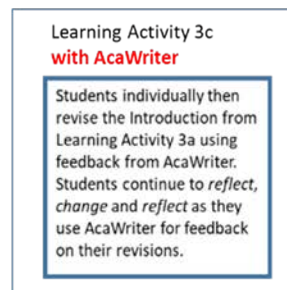 Learning Activity 3c
with AcaWriter
Students individually then
revise the Introduction from
Learning Activity 3a using
feedback from AcaWriter.
Students continue to reflect,
change and reflect as they
use AcaWriter for feedback
on their revisions.